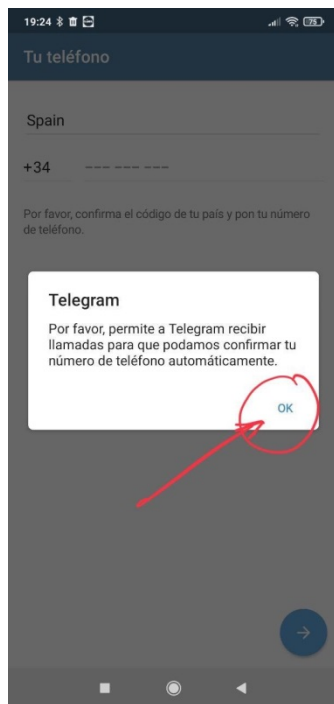 19:24
75
Tu teléfono
Spain
+34 --- --- ---
Por favor, confirma el código de tu país y pon tu número
de teléfono.
Telegram
Por favor, permite a Telegram recibir
llamadas para que podamos confirmar tu
número de teléfono automáticamente.
OK